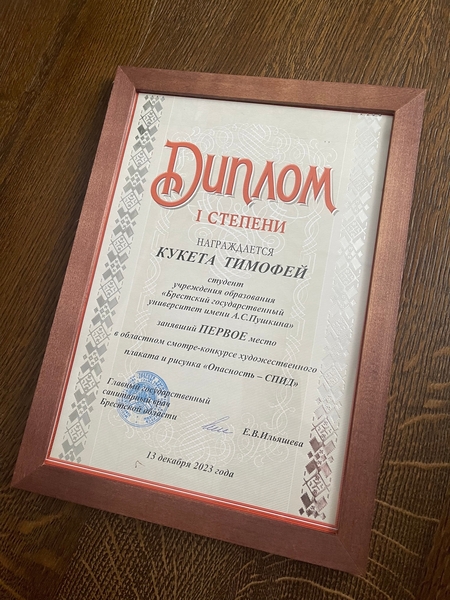 Диплом
I СТЕПЕНИ
НАГРАЖДАЕТСЯ
КУКЕТА ТИМОФЕЙ
студент
учреждения образования
«Брестский государственный
университет имени А.С.Пушкина»
занявший ПЕРВОЕ место
в областном смотре-конкурсе художественного
плаката и рисунка «Опасность – СПИД»
Главный государственный
санитарный врач
Брестской области
Е.В.Ильяшева
13 декабря 2023 года